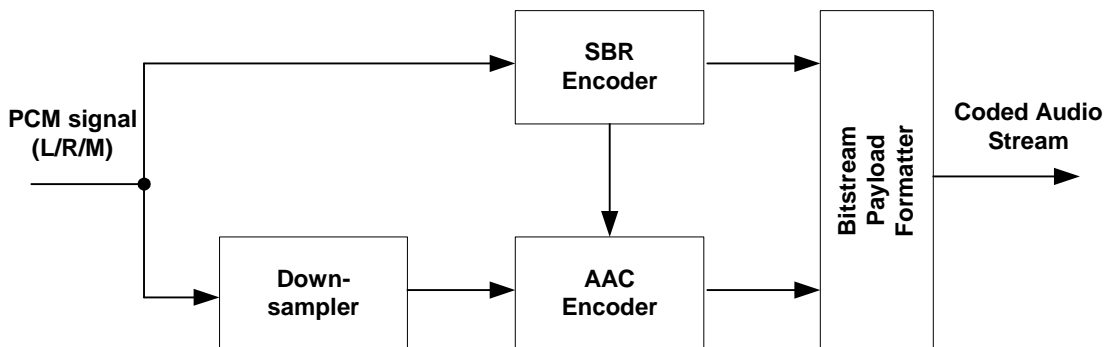 SBR
Encoder
PCM signal
(L/R/M)
Coded Audio
Stream
Bitstream
Payload
Formatter
Down-
sampler
AAC
Encoder